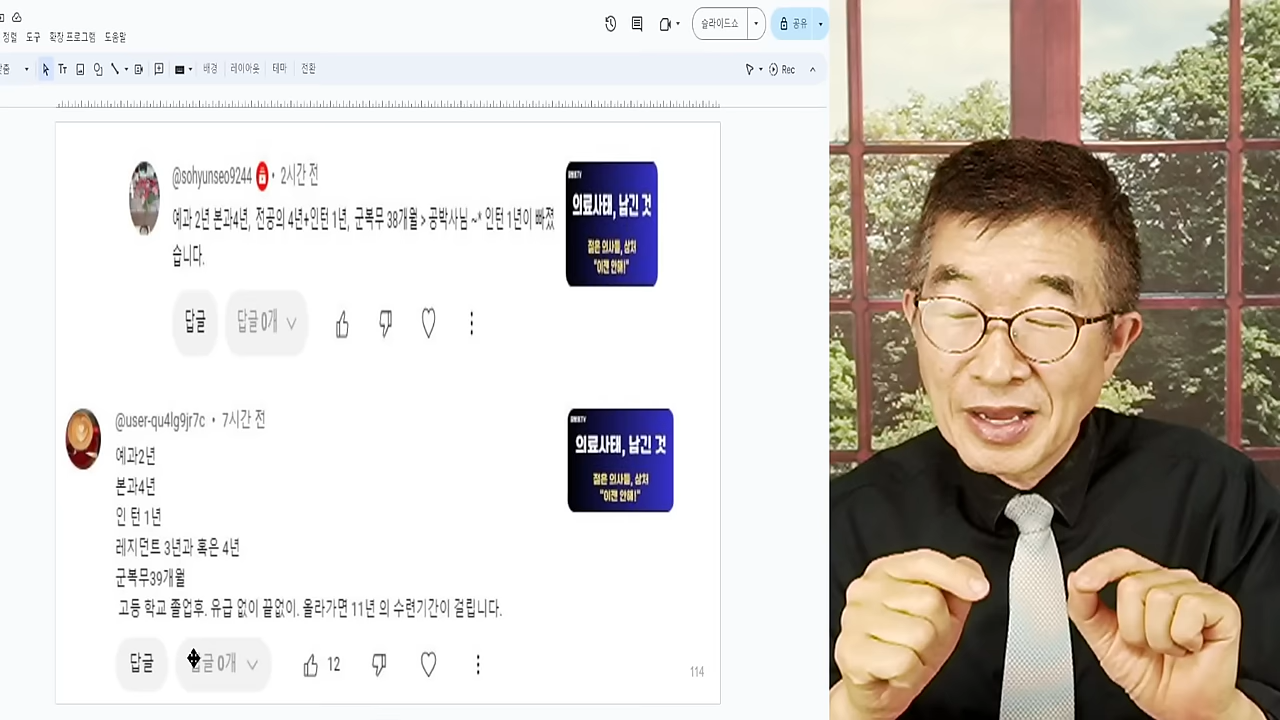 정렬 도구 확장 프로그램 도움말
슬라이드쇼
공유
배경 레이아웃 테마 전환
Rec
@sohyunseo9244 · 2시간 전
예과 2년 본과4년, 전공의 4년+인턴 1년, 군복무 38개월 > 공박사님 ~* 인턴 1년이 빠졌
습니다.
의료사태, 남긴 것
젊은 의사들, 상처
"이젠 안해!"
답글
답글 0개
@user-qu4lg9jr7c · 7시간 전
예과2년
본과4년
인 턴 1년
레지던트 3년과 혹은 4년
군복무39개월
고등 학교 졸업후. 유급 없이 끝없이. 올라가면 11년 의 수련기간이 걸립니다.
의료사태, 남긴 것
젊은 의사들, 상처
"이젠 안해!"
답글
답글 0개
12
114